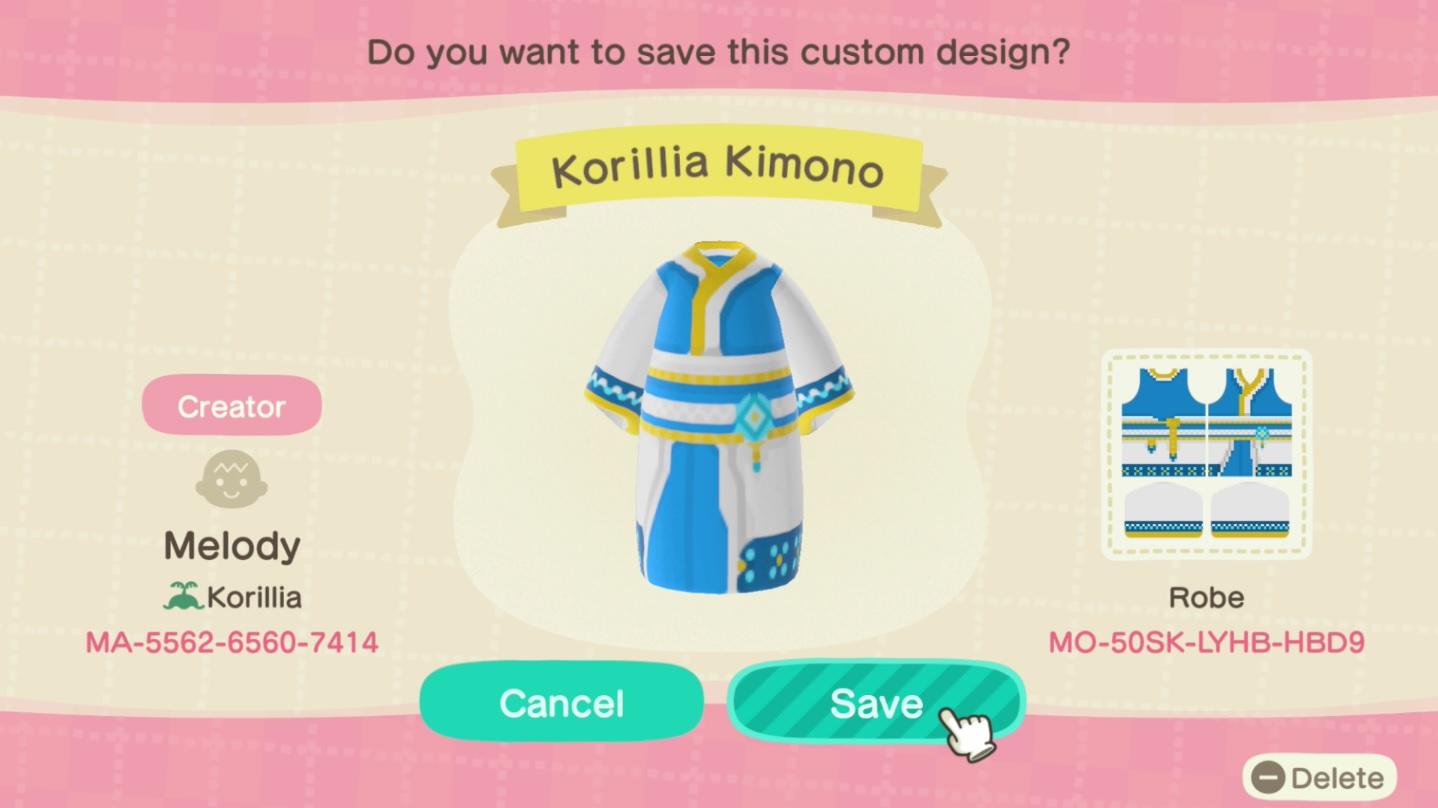 Do you want to save this custom design?
Korillia Kimono
Creator
Melody
Korillia
MA-5562-6560-7414
Robe
MO-50SK-LYHB-HBD9
Cancel
Save
Delete